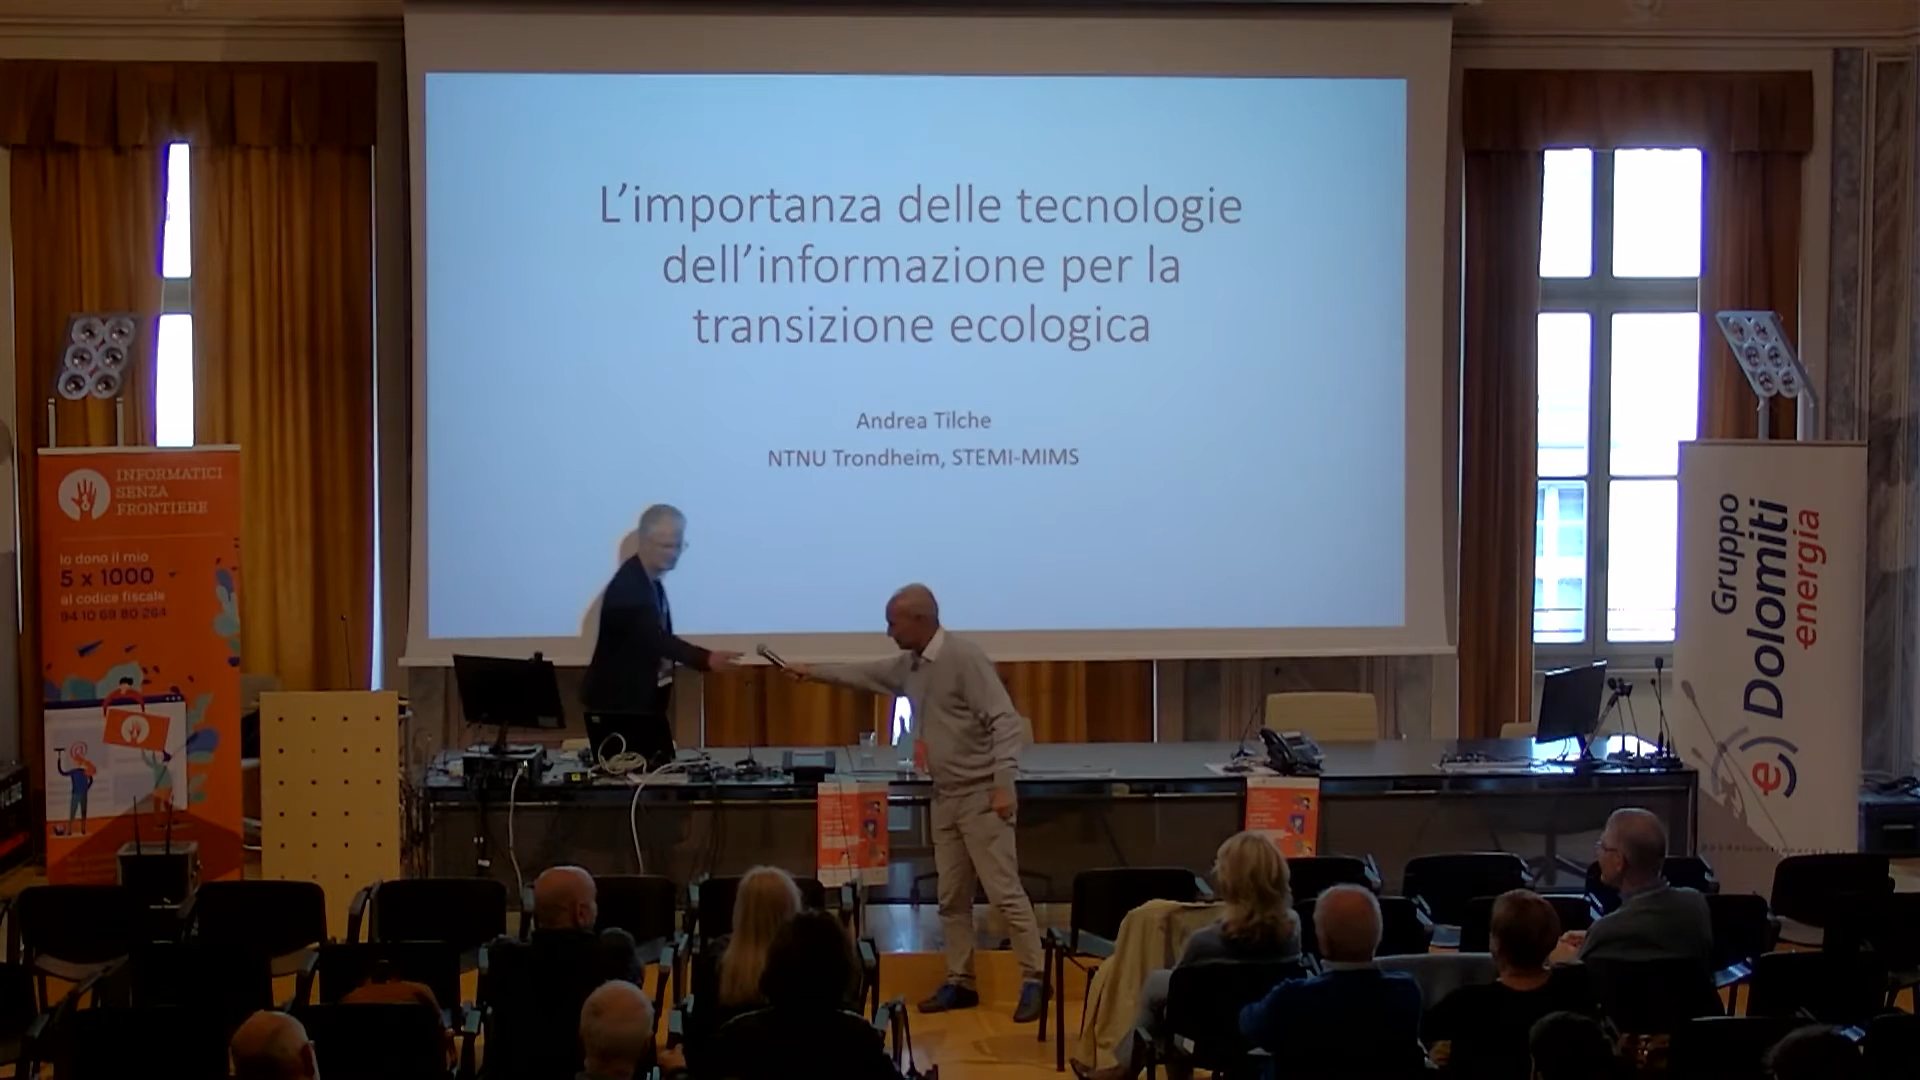 L'importanza delle tecnologie
dell'informazione per la
transizione ecologica
Andrea Tilche
NTNU Trondheim, STEMI-MIMS
INFORMATICI
SENZA
FRONTIERE
Io dono il mio
5 x 1000
al codice fiscale
94 10 69 80 264
Gruppo
Dolomiti
energia
e